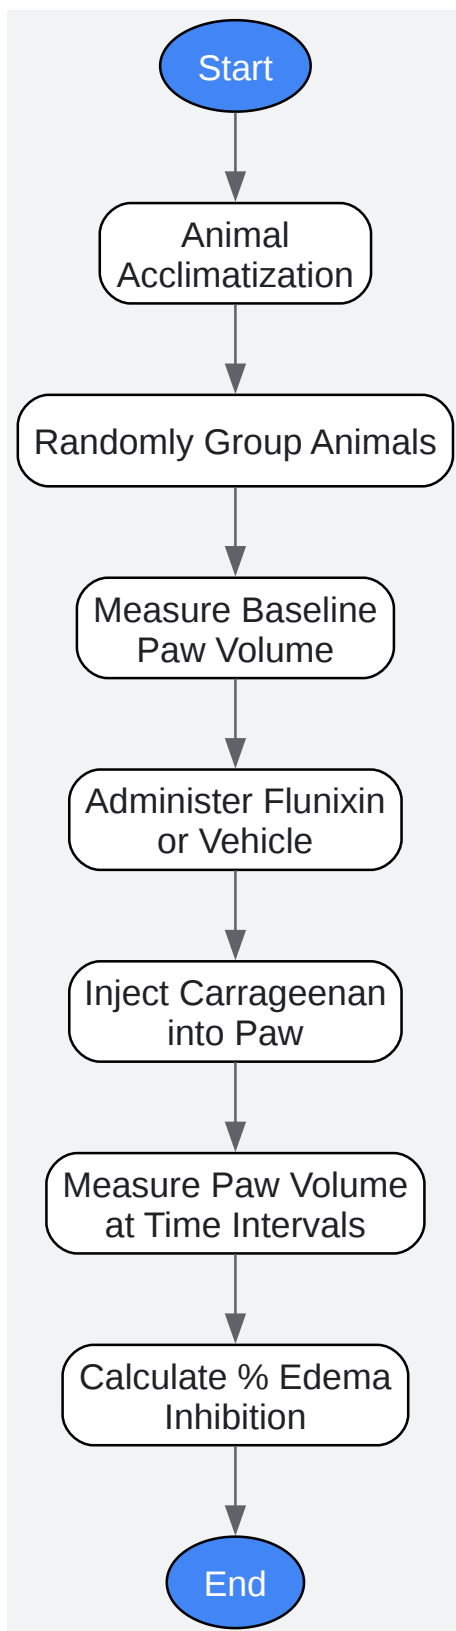 Start
Animal
Acclimatization
Randomly Group Animals
Measure Baseline
Paw Volume
Administer Flunixin
or Vehicle
Inject Carrageenan
into Paw
Measure Paw Volume
at Time Intervals
Calculate % Edema
Inhibition
End